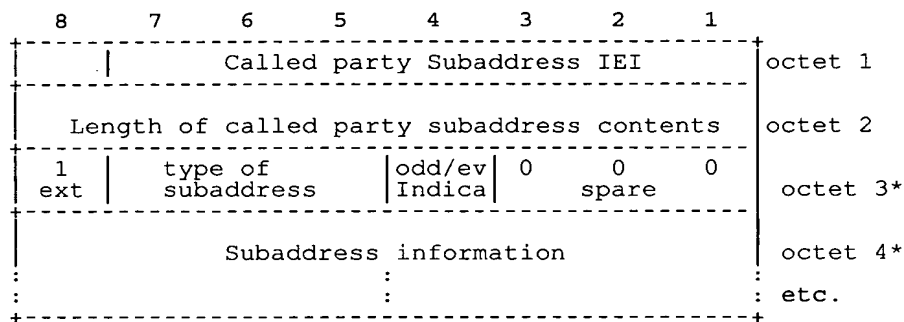 8 7 6 5 4 3 2 1
Called party Subaddress IEI octet 1
Length of called party subaddress contents octet 2
1 type of odd/ev 0 0 0
ext subaddress Indica spare octet 3*
Subaddress information octet 4*
: : :
: : : etc.